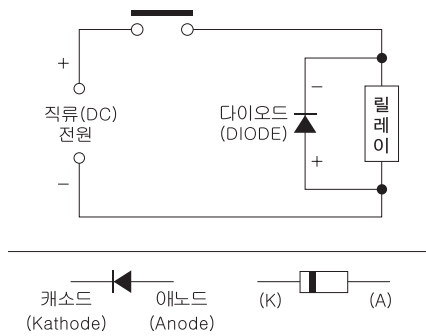 +
직류(DC)
전원
−
다이오드
(DIODE)
−
+
릴레이
캐소드
(Kathode)
애노드
(Anode)
(K)
(A)